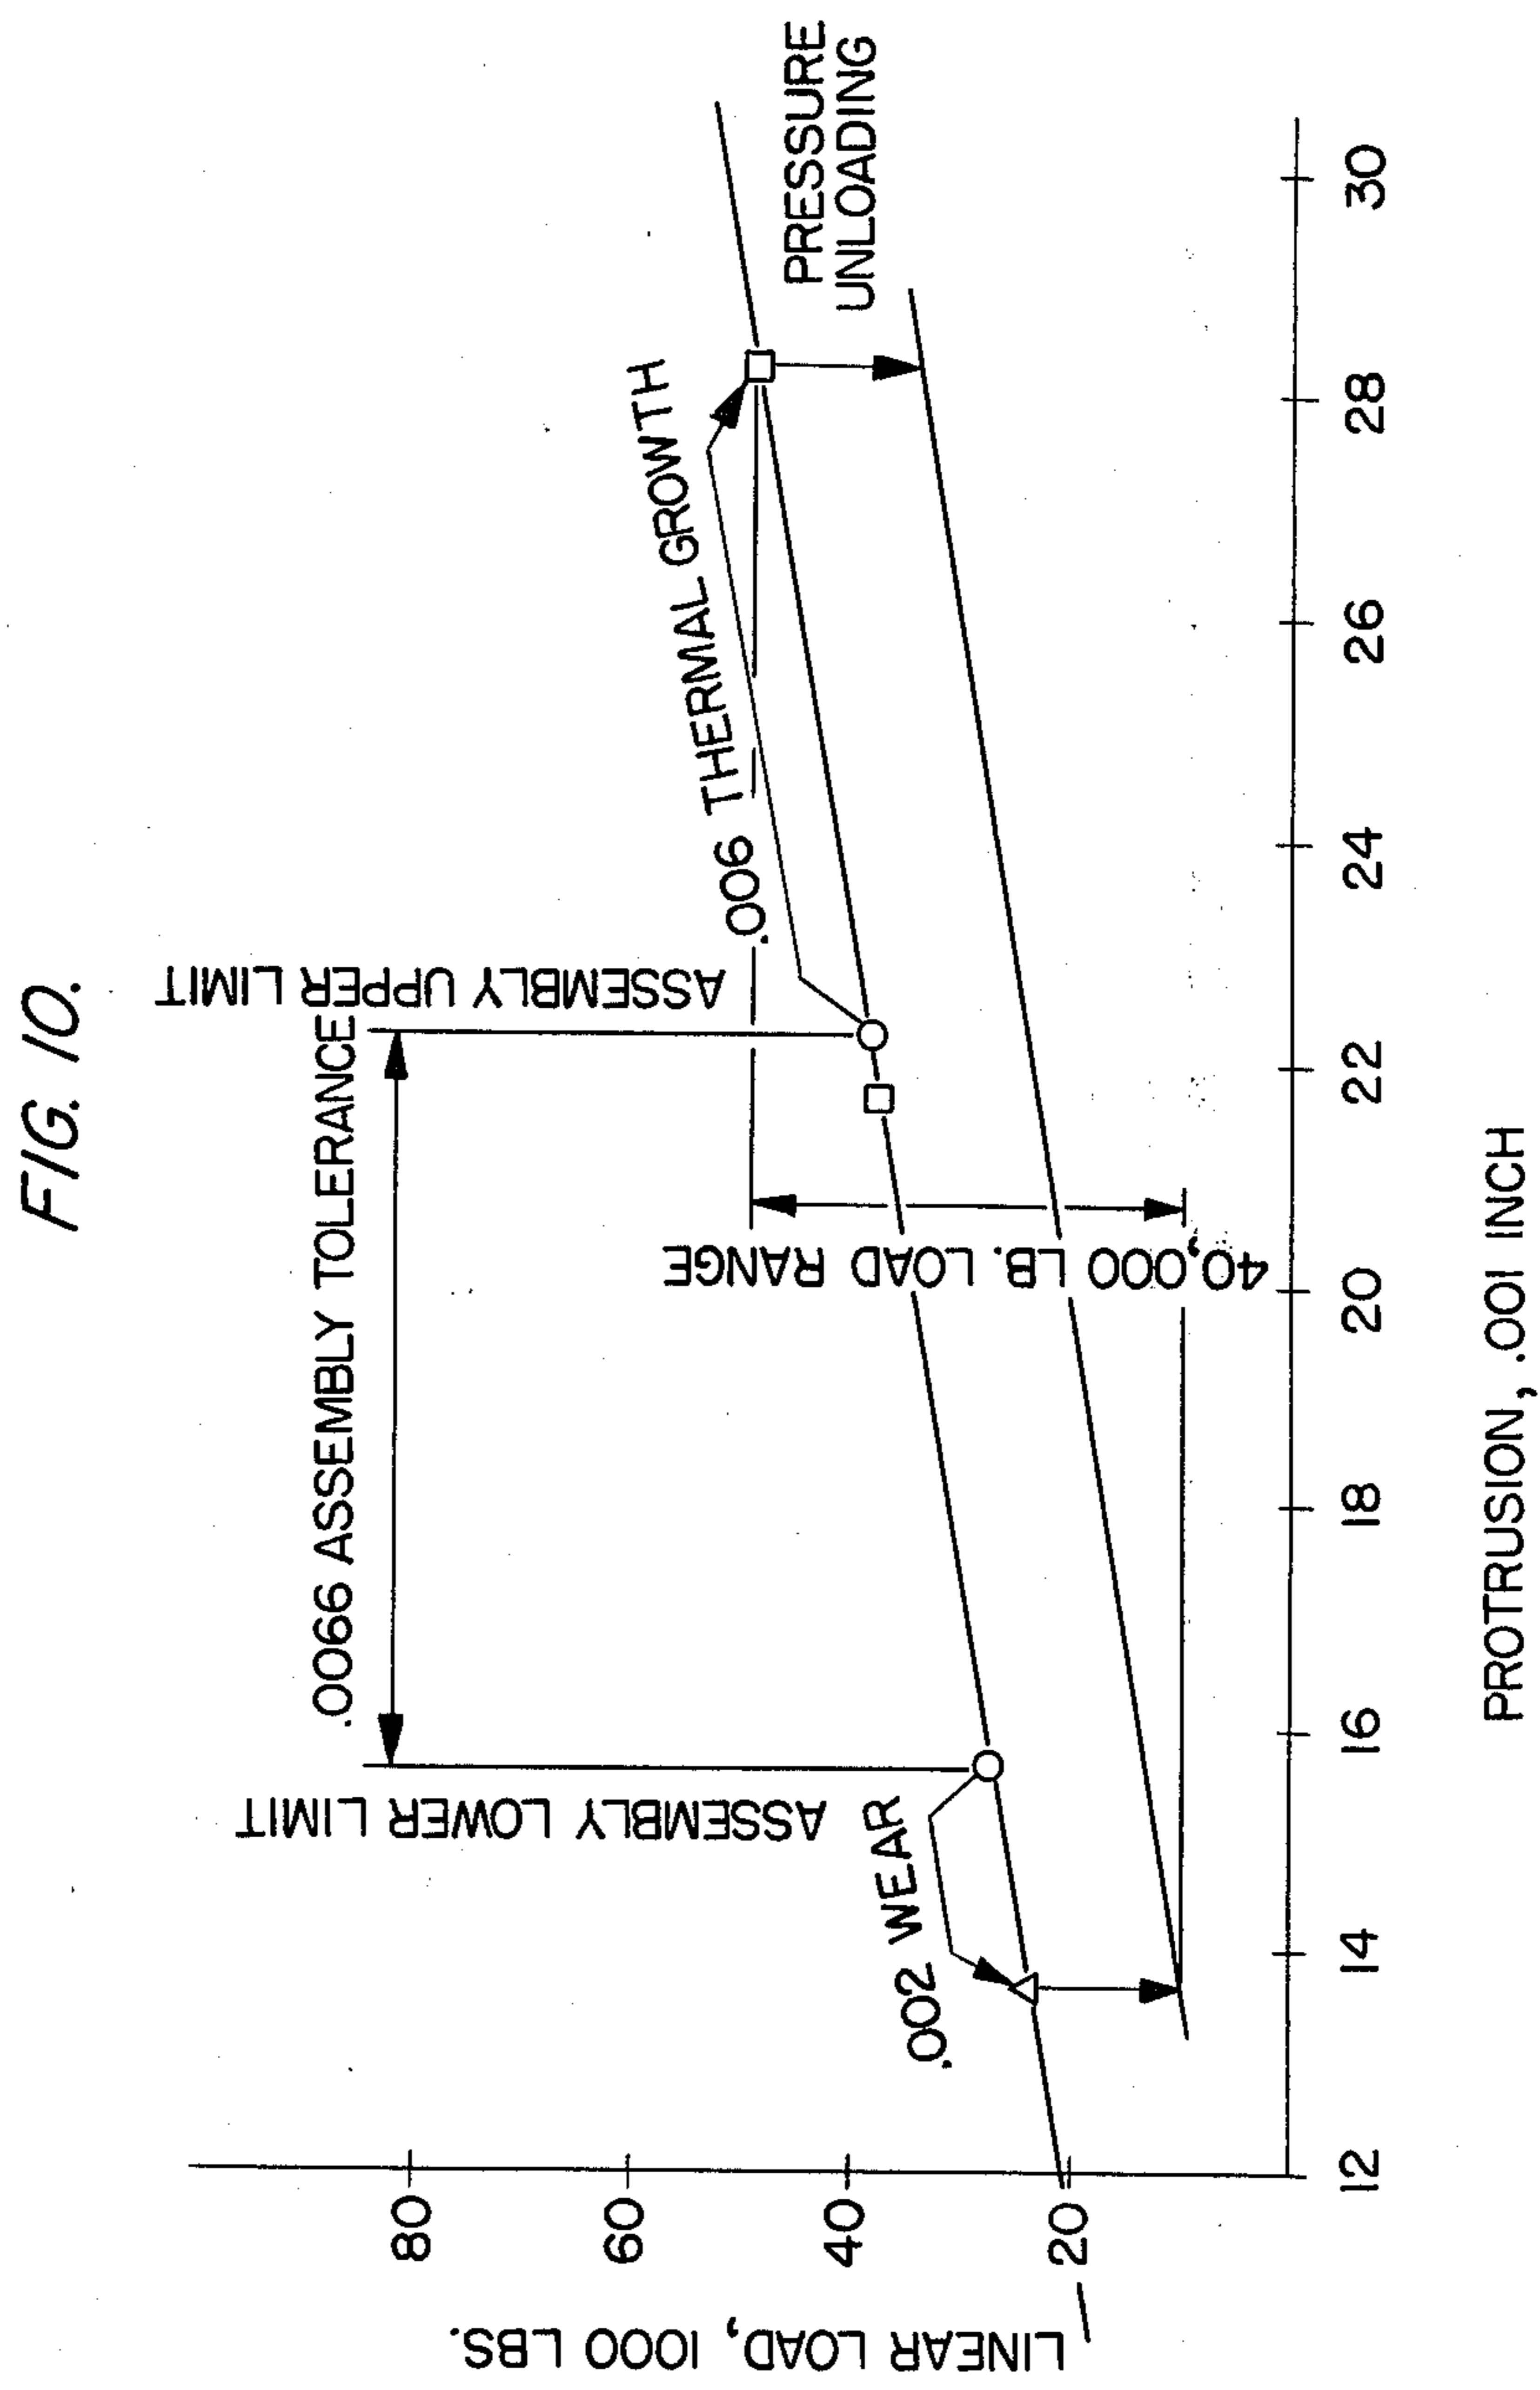 FIG. 10.
.0066 ASSEMBLY TOLERANCE
ASSEMBLY LOWER LIMIT
ASSEMBLY UPPER LIMIT
.002 WEAR
.006 THERMAL GROWTH
40,000 LB. LOAD RANGE
PRESSURE
UNLOADING
LINEAR LOAD, 1000 LBS.
80
60
40
20
12
14
16
18
20
22
24
26
28
30
PROTRUSION, .001 INCH